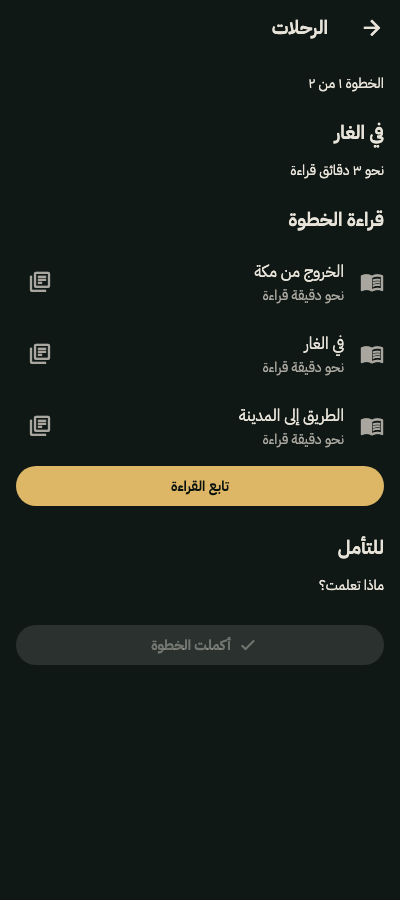 الرحلات
الخطوة ١ من ٢
في الغار
نحو ٣ دقائق قراءة
قراءة الخطوة
الخروج من مكة
نحو دقيقة قراءة
في الغار
نحو دقيقة قراءة
الطريق إلى المدينة
نحو دقيقة قراءة
تابع القراءة
للتأمل
ماذا تعلمت؟
أكملت الخطوة